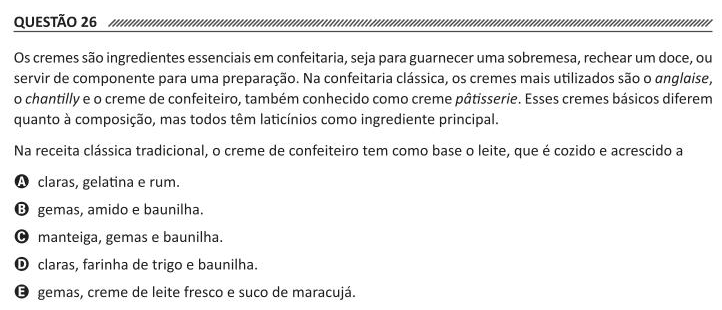 QUESTÃO 26
Os cremes são ingredientes essenciais em confeitaria, seja para guarnecer uma sobremesa, rechear um doce, ou
servir de componente para uma preparação. Na confeitaria clássica, os cremes mais utilizados são o anglaise,
o chantilly e o creme de confeiteiro, também conhecido como creme pâtisserie. Esses cremes básicos diferem
quanto à composição, mas todos têm laticínios como ingrediente principal.
Na receita clássica tradicional, o creme de confeiteiro tem como base o leite, que é cozido e acrescido a
A claras, gelatina e rum.
B gemas, amido e baunilha.
C manteiga, gemas e baunilha.
D claras, farinha de trigo e baunilha.
E gemas, creme de leite fresco e suco de maracujá.